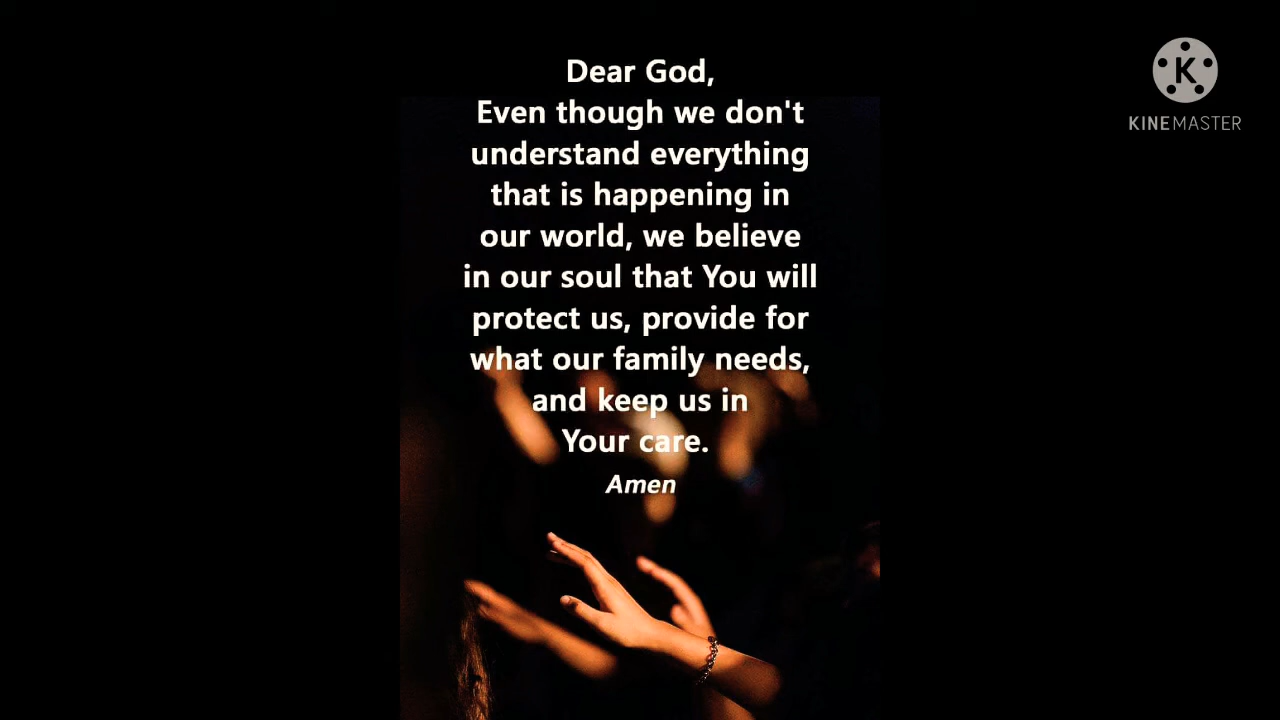 Dear God,
Even though we don't
understand everything
that is happening in
our world, we believe
in our soul that You will
protect us, provide for
what our family needs,
and keep us in
Your care.
Amen
K
KINEMASTER